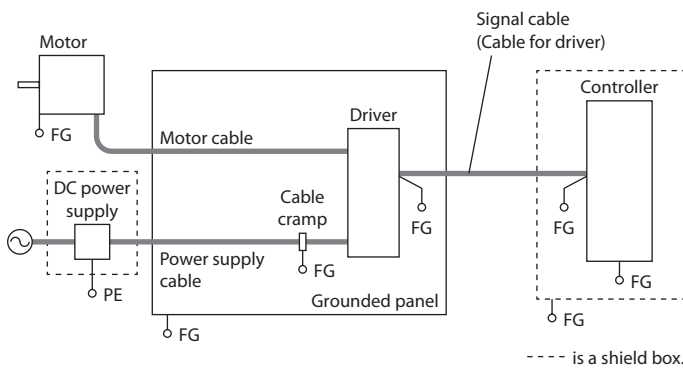 Signal cable
(Cable for driver)
Motor
Controller
FG
Driver
Motor cable
DC power
supply
Cable
cramp
FG
FG
Power supply
cable
FG
FG
PE
Grounded panel
FG
FG
is a shield box.